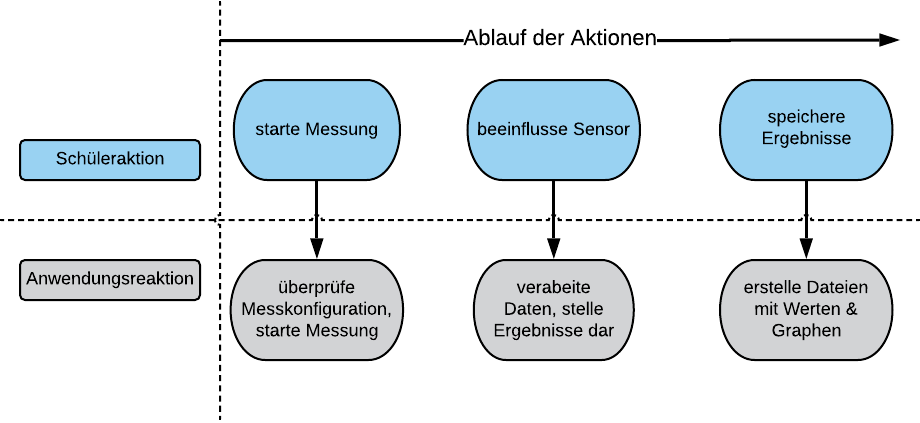 Ablauf der Aktionen
Schüleraktion
starte Messung
beeinflusse Sensor
speichere
Ergebnisse
Anwendungsreaktion
überprüfe
Messkonfiguration,
starte Messung
verabeite
Daten, stelle
Ergebnisse dar
erstelle Dateien
mit Werten &
Graphen